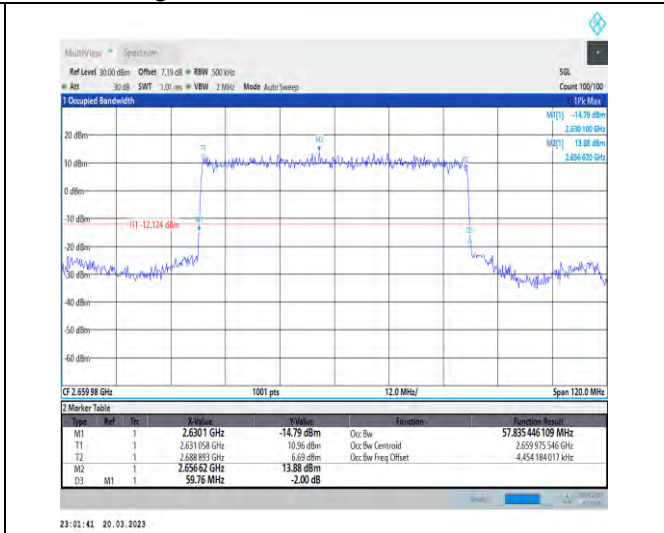 MultiView Spectrum
Ref Level 30.00 dBm Offset 7.19 dB RBW 500 kHz SGL
Att 30 dB SWT 1.01 ms VBW 2 MHz Mode Auto Sweep Count 100/100
1 Occupied Bandwidth 1Pk Max
M1[1] -14.79 dBm
2.630 100 GHz
M2[1] 13.88 dBm
2.656 620 GHz
20 dBm
M2
T1
10 dBm
0 dBm
-10 dBm
H1 -12.124 dBm
M1
D3
-20 dBm
-30 dBm
-40 dBm
-50 dBm
-60 dBm
CF 2.659 98 GHz 1001 pts 12.0 MHz/ Span 120.0 MHz
2 Marker Table
Type Ref Trc X-Value Y-Value Function Function Result
M1 1 2.6301 GHz -14.79 dBm Occ Bw 57.835 446 109 MHz
T1 1 2.631 058 GHz 10.96 dBm Occ Bw Centroid 2.659 975 546 GHz
T2 1 2.688 893 GHz 6.69 dBm Occ Bw Freq Offset -4.454 184 017 kHz
M2 1 2.656 62 GHz 13.88 dBm
D3 M1 1 59.76 MHz -2.00 dB
23:01:41 20.03.2023